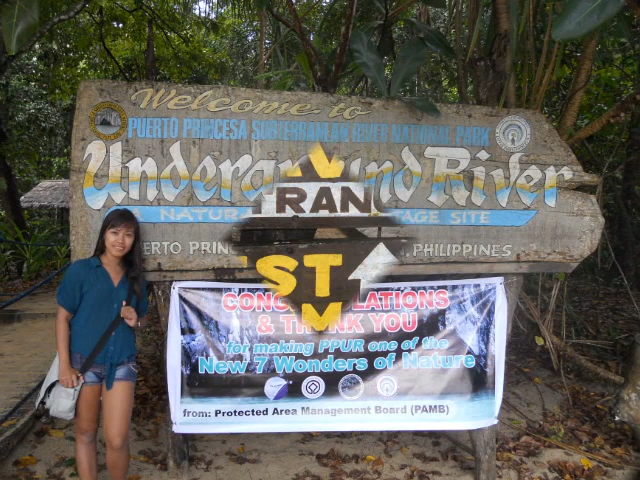 Welcome to
PUERTO PRINCESA SUBTERRANEAN RIVER NATIONAL PARK
Underground River
A NATURAL HERITAGE SITE
PUERTO PRINCESA PHILIPPINES
TRAN
ST
CONGRATULATIONS
& THANK YOU
for making PPUR one of the
New 7 Wonders of Nature
from: Protected Area Management Board (PAMB)